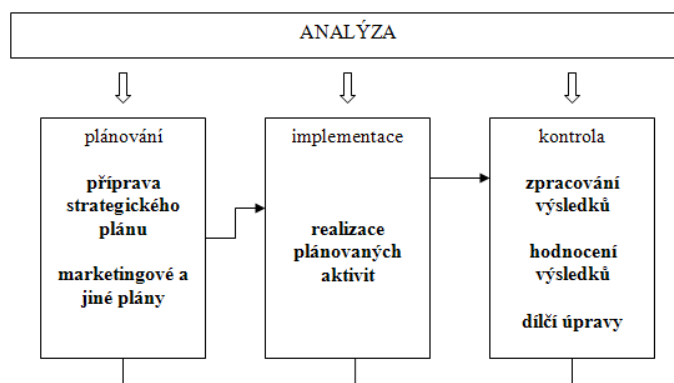 ANALÝZA
plánování
příprava
strategického
plánu
marketingové a
jiné plány
implementace
realizace
plánovaných
aktivit
kontrola
zpracování
výsledků
hodnocení
výsledků
dílčí úpravy